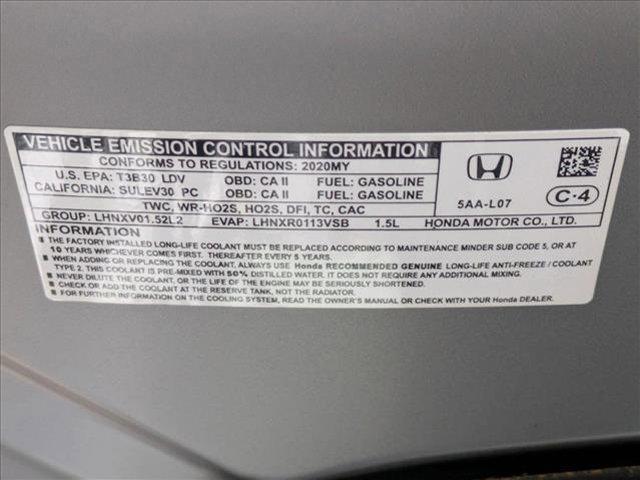 VEHICLE EMISSION CONTROL INFORMATION
CONFORMS TO REGULATIONS: 2020MY
U.S. EPA: T3B30 LDV OBD: CA II FUEL: GASOLINE
CALIFORNIA: SULEV30 PC OBD: CA II FUEL: GASOLINE
5AA-L07
C-4
TWC, WR-HO2S, HO2S, DFI, TC, CAC
GROUP: LHNXV01.52L2 EVAP: LHNXR0113VSB 1.5L HONDA MOTOR CO., LTD.
INFORMATION
■ THE FACTORY INSTALLED LONG-LIFE COOLANT MUST BE CHANGED ACCORDING TO MAINTENANCE MINDER SUB CODE 5, OR AT
10 YEARS WHICHEVER COMES FIRST. THEREAFTER EVERY 5 YEARS.
■ WHEN ADDING OR REPLACING THE COOLANT, ALWAYS USE Honda RECOMMENDED GENUINE LONG-LIFE ANTI-FREEZE / COOLANT
TYPE 2. THIS COOLANT IS PRE-MIXED WITH 50% DISTILLED WATER. IT DOES NOT REQUIRE ANY ADDITIONAL MIXING.
■ NEVER DILUTE THE COOLANT, OR THE LIFE OF THE ENGINE MAY BE SERIOUSLY SHORTENED.
■ CHECK OR ADD THE COOLANT AT THE RESERVE TANK, NOT THE RADIATOR.
■ FOR FURTHER INFORMATION ON THE COOLING SYSTEM, READ THE OWNER'S MANUAL OR CHECK WITH YOUR Honda DEALER.